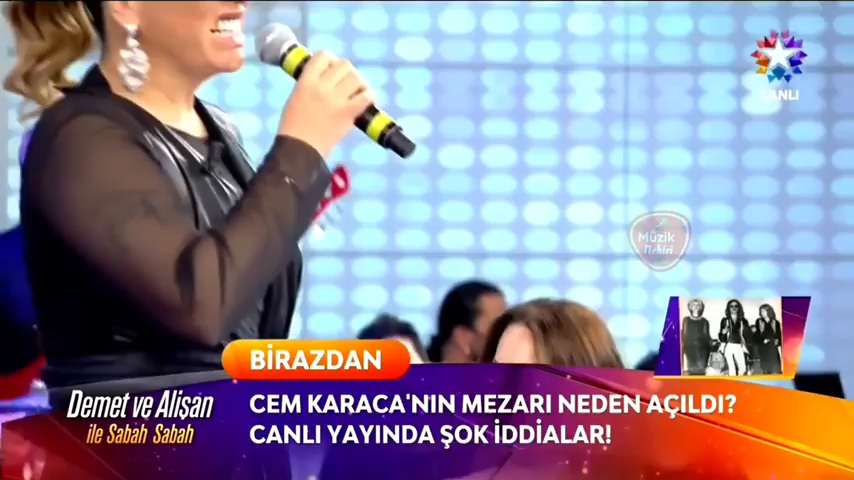 CANLI
Müzik
Nehiri
BİRAZDAN
Demet ve Alişan
ile Sabah Sabah
CEM KARACA'NIN MEZARI NEDEN AÇILDI?
CANLI YAYINDA ŞOK İDDİALAR!